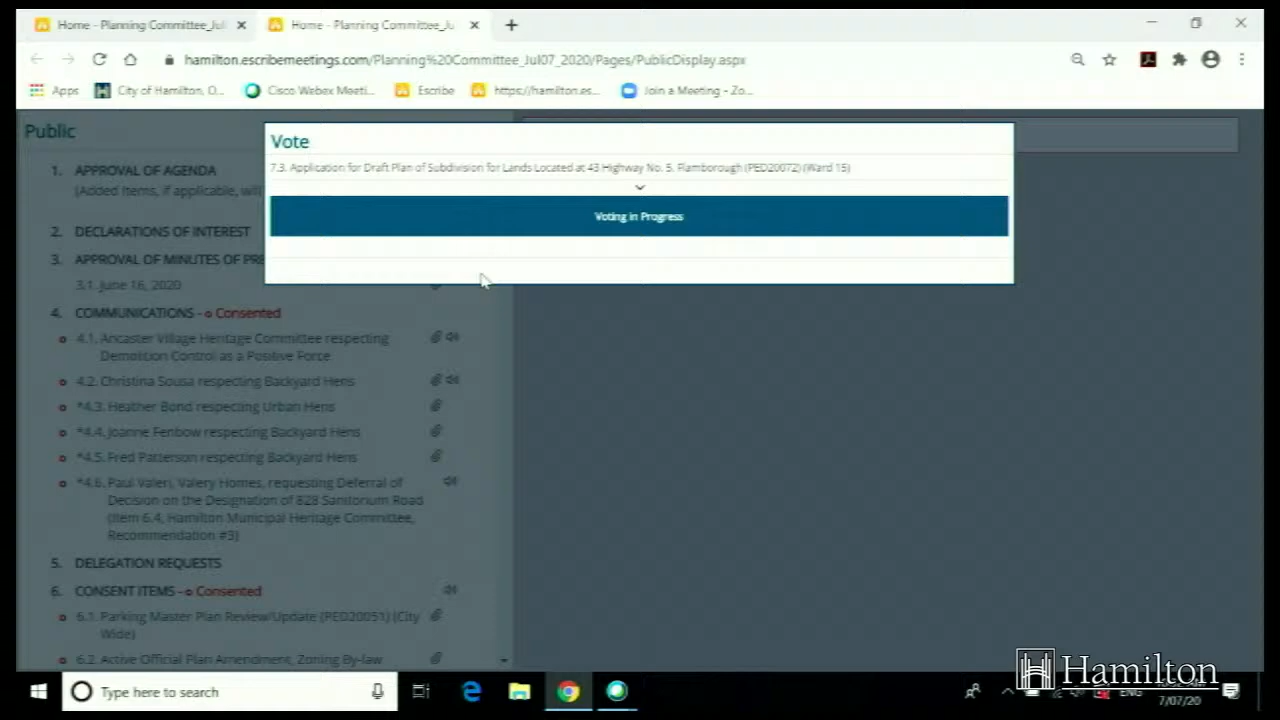 Home - Planning Committee_Jul
Home - Planning Committee_Ju
hamilton.escribemeetings.com/Planning%20Committee_Jul07_2020/Pages/PublicDisplay.aspx
Apps
City of Hamilton, O...
Cisco Webex Meeti...
Escribe
https://hamilton.es...
Join a Meeting - Zo...
Public
Vote
7.3. Application for Draft Plan of Subdivision for Lands Located at 43 Highway No. 5, Flamborough (PED20072) (Ward 15)
Voting in Progress
1. APPROVAL OF AGENDA
(Added Items, if applicable, will
2. DECLARATIONS OF INTEREST
3. APPROVAL OF MINUTES OF PRE
3.1. June 16, 2020
4. COMMUNICATIONS - Consented
4.1. Ancaster Village Heritage Committee respecting
Demolition Control as a Positive Force
4.2. Christina Sousa respecting Backyard Hens
*4.3. Heather Bond respecting Urban Hens
*4.4. Joanne Fenbow respecting Backyard Hens
*4.5. Fred Patterson respecting Backyard Hens
*4.6. Paul Valeri, Valery Homes, requesting Deferral of
Decision on the Designation of 828 Sanitorium Road
(Item 6.4, Hamilton Municipal Heritage Committee,
Recommendation #3)
5. DELEGATION REQUESTS
6. CONSENT ITEMS - Consented
6.1. Parking Master Plan Review/Update (PED20051) (City
Wide)
6.2. Active Official Plan Amendment, Zoning By-law
Hamilton
Type here to search
ENG
7/07/20